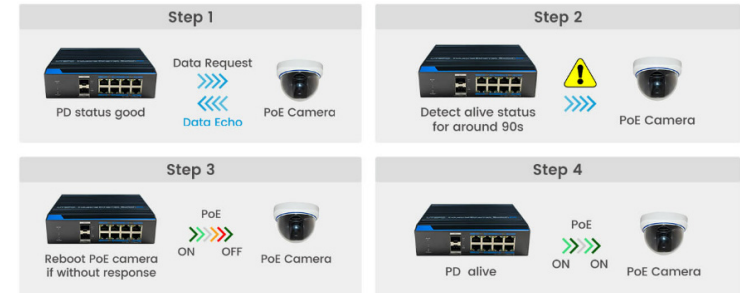 Step 1
Data Request
PD status good
Data Echo
PoE Camera
Step 2
Detect alive status
for around 90s
PoE Camera
Step 3
PoE
ON OFF
Reboot PoE camera
if without response
PoE Camera
Step 4
PoE
ON ON
PD alive
PoE Camera